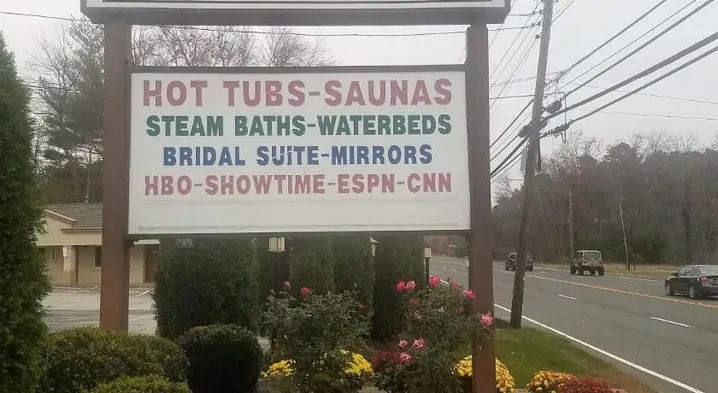 HOT TUBS-SAUNAS
STEAM BATHS-WATERBEDS
BRIDAL SUITE-MIRRORS
HBO-SHOWTIME-ESPN-CNN